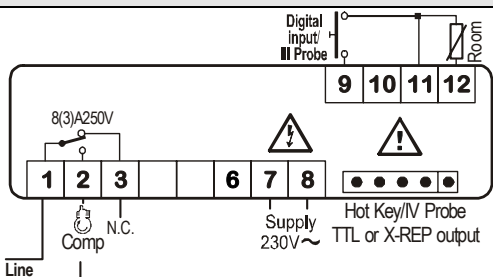 Digital
input/
III Probe
Room
9 10 11 12
8(3)A250V
1 2 3 6 7 8
Comp
N.C.
Supply
230V~
Hot Key/IV Probe
TTL or X-REP output
Line